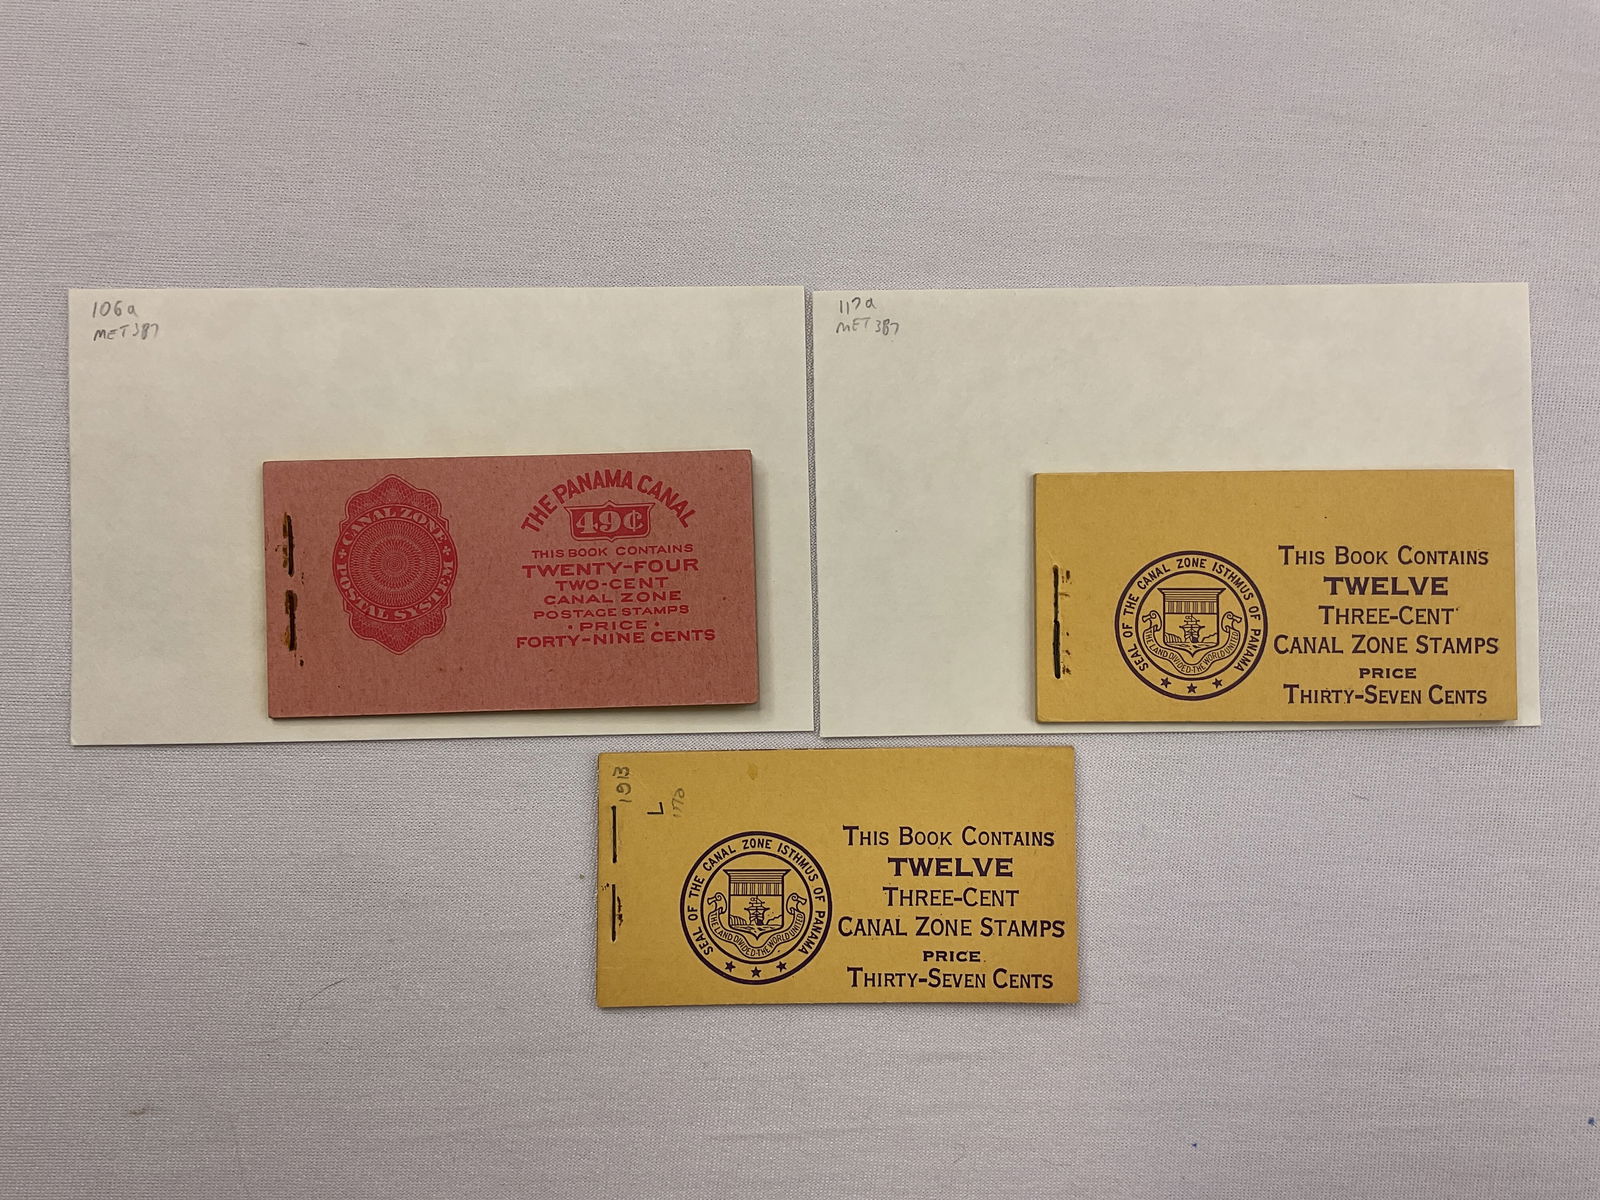 106a
MET3B7
CANAL ZONE
POSTAL SYSTEM
THE PANAMA CANAL
49¢
THIS BOOK CONTAINS
TWENTY-FOUR
TWO-CENT
CANAL ZONE
POSTAGE STAMPS
• PRICE •
FORTY-NINE CENTS
117a
MET3B7
SEAL OF THE CANAL ZONE ISTHMUS OF PANAMA
THE LAND DIVIDED-THE WORLD UNITED
THIS BOOK CONTAINS
TWELVE
THREE-CENT
CANAL ZONE STAMPS
PRICE
THIRTY-SEVEN CENTS
L
SEAL OF THE CANAL ZONE ISTHMUS OF PANAMA
THE LAND DIVIDED-THE WORLD UNITED
THIS BOOK CONTAINS
TWELVE
THREE-CENT
CANAL ZONE STAMPS
PRICE
THIRTY-SEVEN CENTS